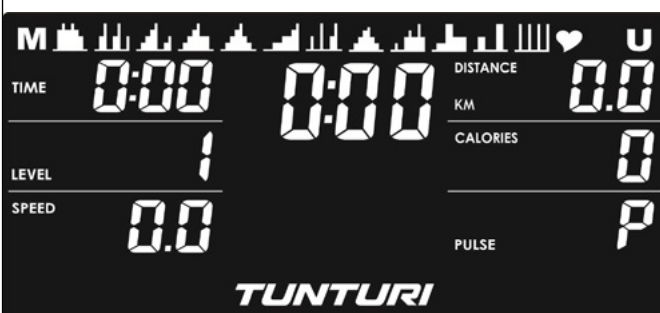 M U
TIME 0:00 0:00 DISTANCE KM 0.0
LEVEL 1 CALORIES 0
SPEED 0.0 PULSE P
TUNTURI